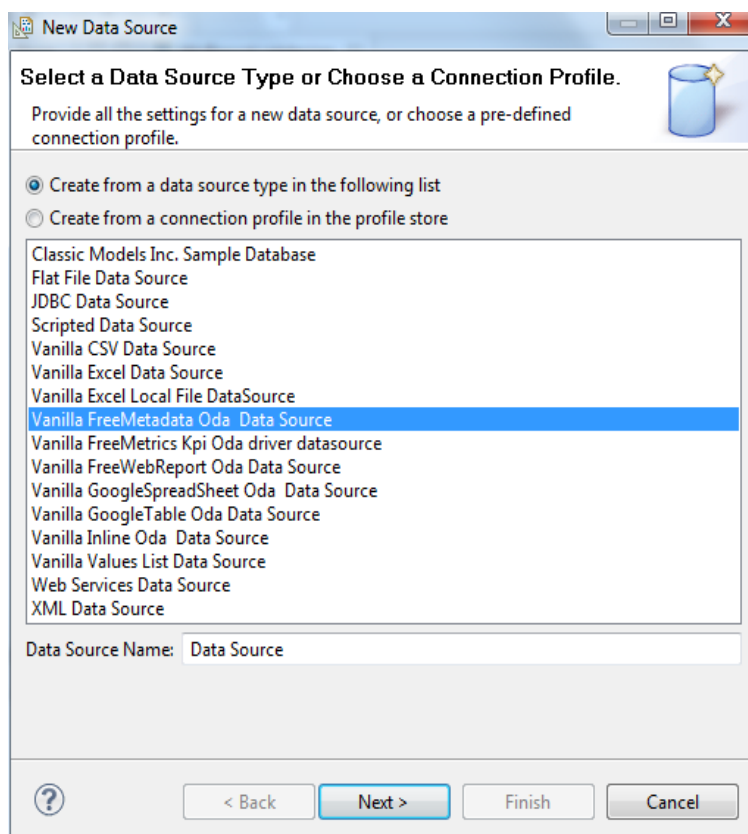 New Data Source
Select a Data Source Type or Choose a Connection Profile.
Provide all the settings for a new data source, or choose a pre-defined
connection profile.
Create from a data source type in the following list
Create from a connection profile in the profile store
Classic Models Inc. Sample Database
Flat File Data Source
JDBC Data Source
Scripted Data Source
Vanilla CSV Data Source
Vanilla Excel Data Source
Vanilla Excel Local File DataSource
Vanilla FreeMetadata Oda  Data Source
Vanilla FreeMetrics Kpi Oda driver datasource
Vanilla FreeWebReport Oda Data Source
Vanilla GoogleSpreadSheet Oda  Data Source
Vanilla GoogleTable Oda Data Source
Vanilla Inline Oda  Data Source
Vanilla Values List Data Source
Web Services Data Source
XML Data Source
Data Source Name: Data Source
? < Back Next > Finish Cancel